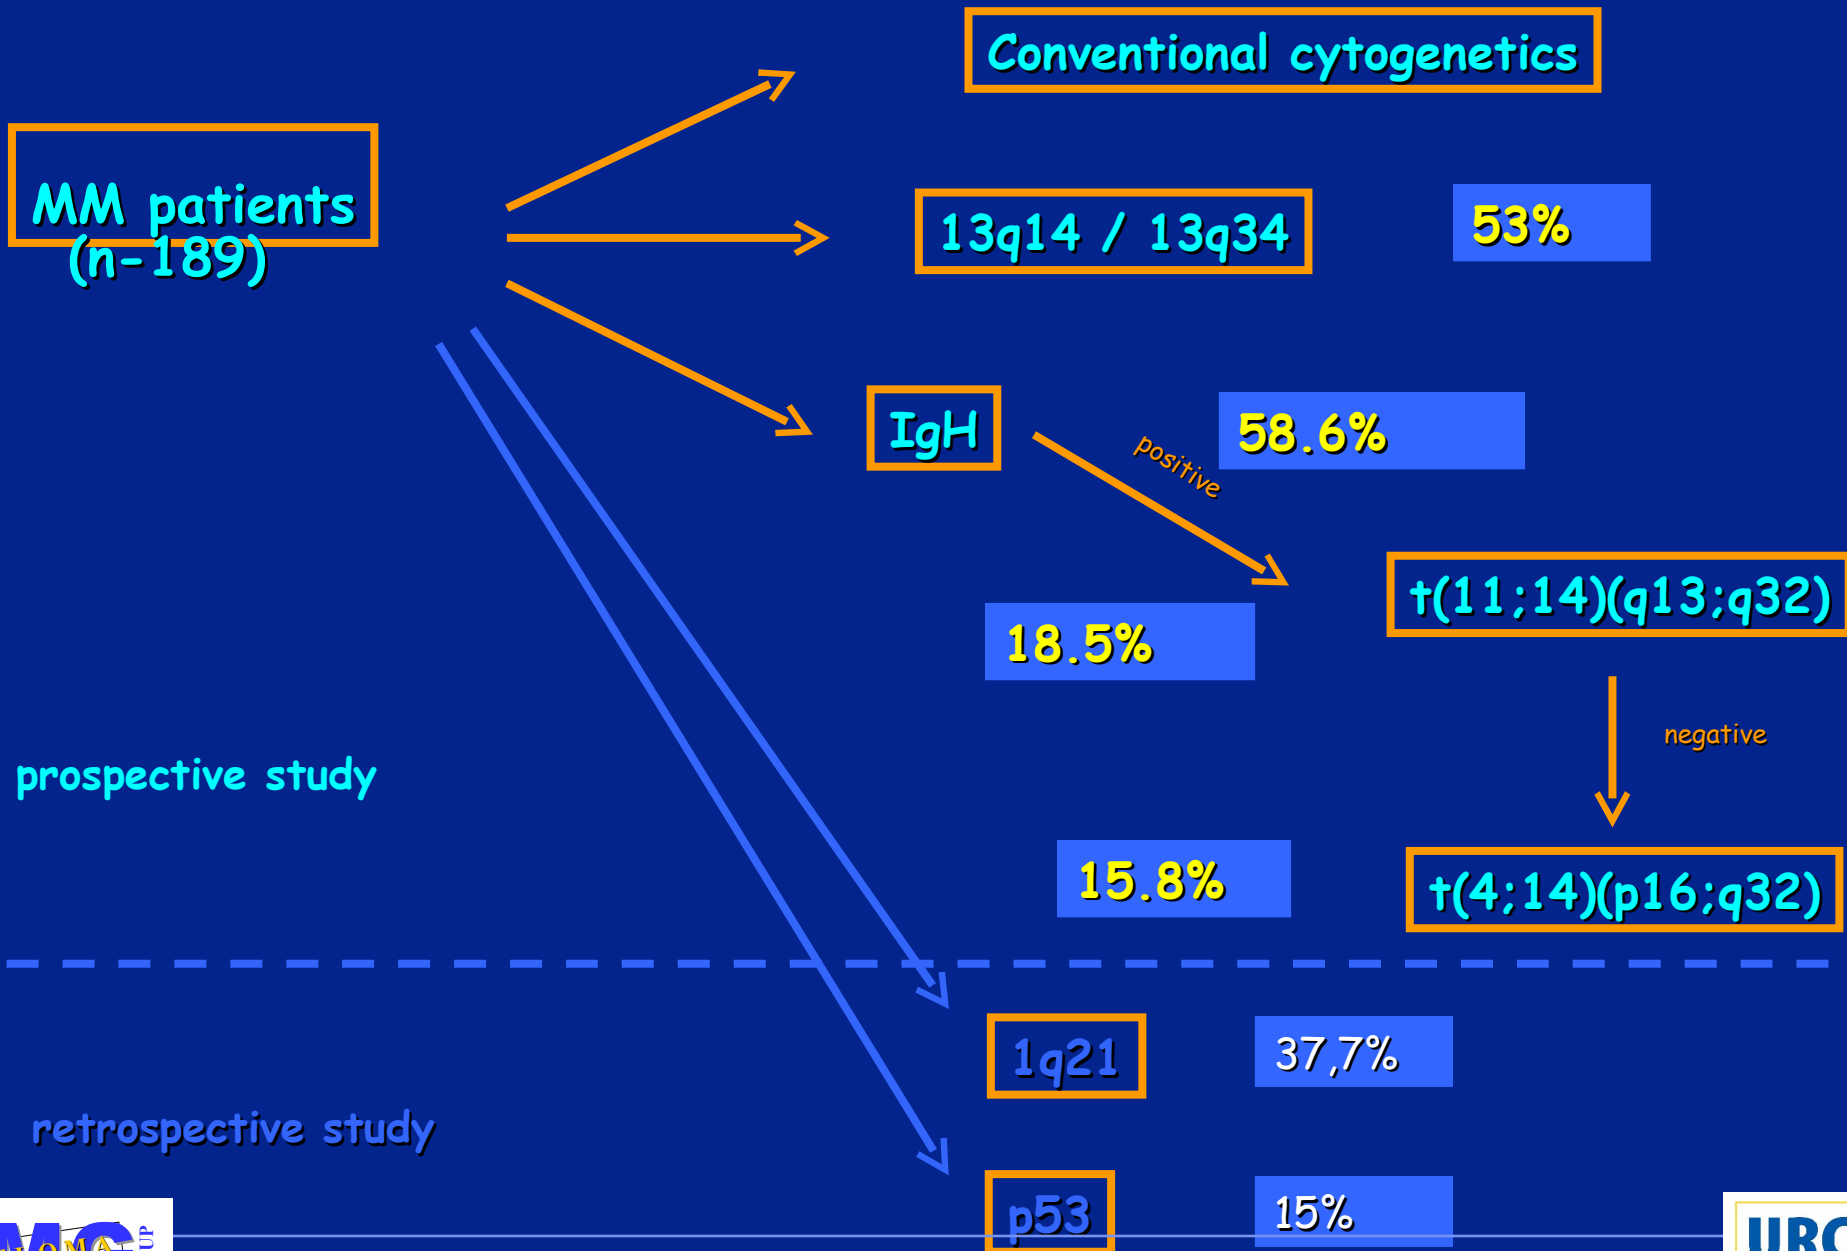 Conventional cytogenetics
MM patients
(n-189)
13q14 / 13q34
53%
IgH
58.6%
positive
t(11;14)(q13;q32)
18.5%
negative
prospective study
15.8%
t(4;14)(p16;q32)
1q21
37,7%
retrospective study
p53
15%